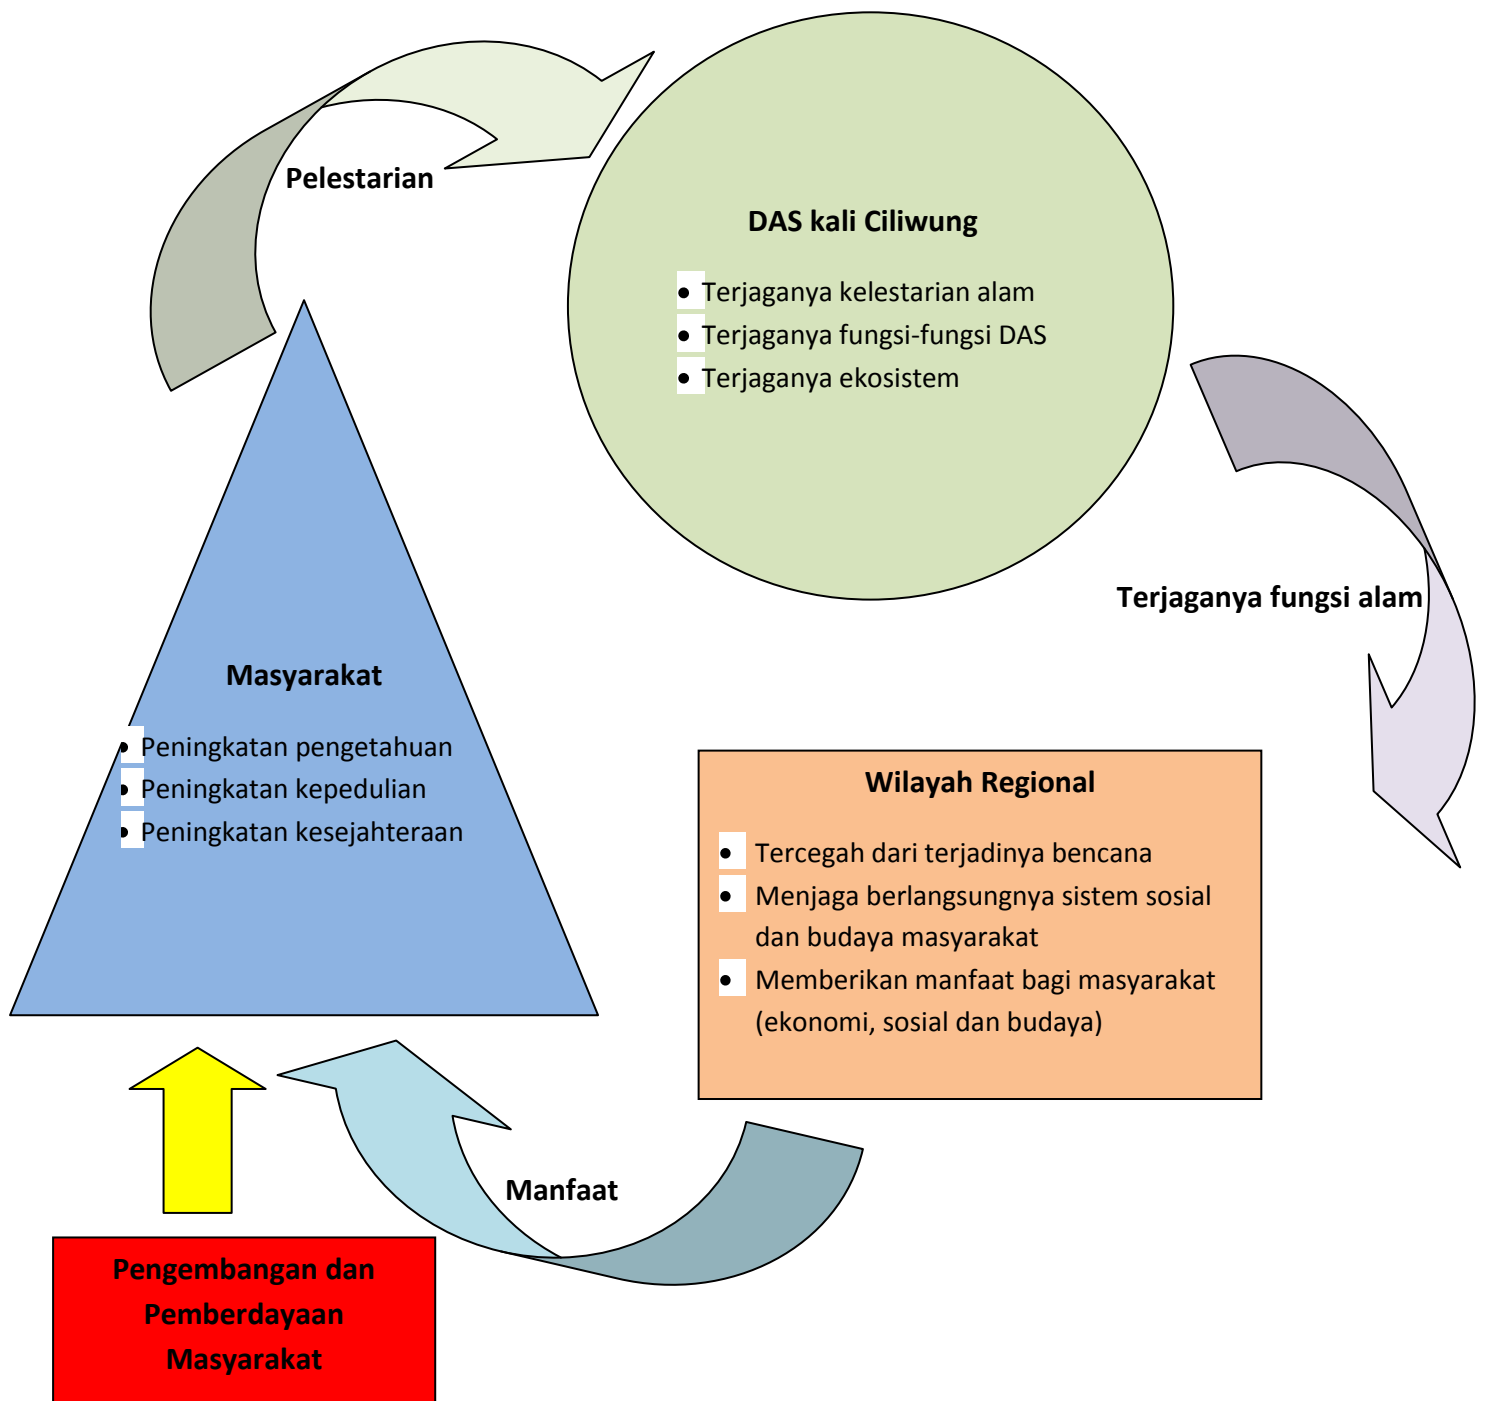 Pelestarian
DAS kali Ciliwung
• Terjaganya kelestarian alam
• Terjaganya fungsi-fungsi DAS
• Terjaganya ekosistem
Terjaganya fungsi alam
Masyarakat
• Peningkatan pengetahuan
• Peningkatan kepedulian
• Peningkatan kesejahteraan
Wilayah Regional
• Tercegah dari terjadinya bencana
• Menjaga berlangsungnya sistem sosial
dan budaya masyarakat
• Memberikan manfaat bagi masyarakat
(ekonomi, sosial dan budaya)
Manfaat
Pengembangan dan
Pemberdayaan
Masyarakat